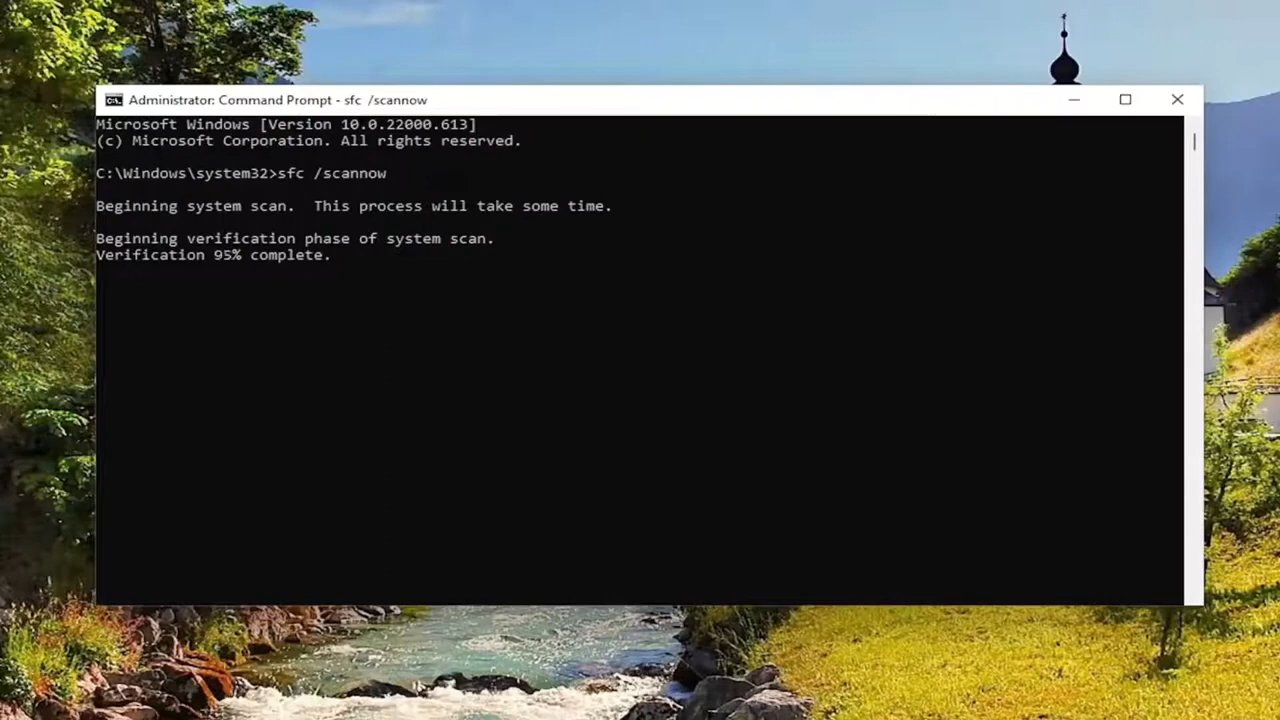 Administrator: Command Prompt - sfc /scannow
Microsoft Windows [Version 10.0.22000.613]
(c) Microsoft Corporation. All rights reserved.
C:\Windows\system32>sfc /scannow
Beginning system scan.  This process will take some time.
Beginning verification phase of system scan.
Verification 95% complete.